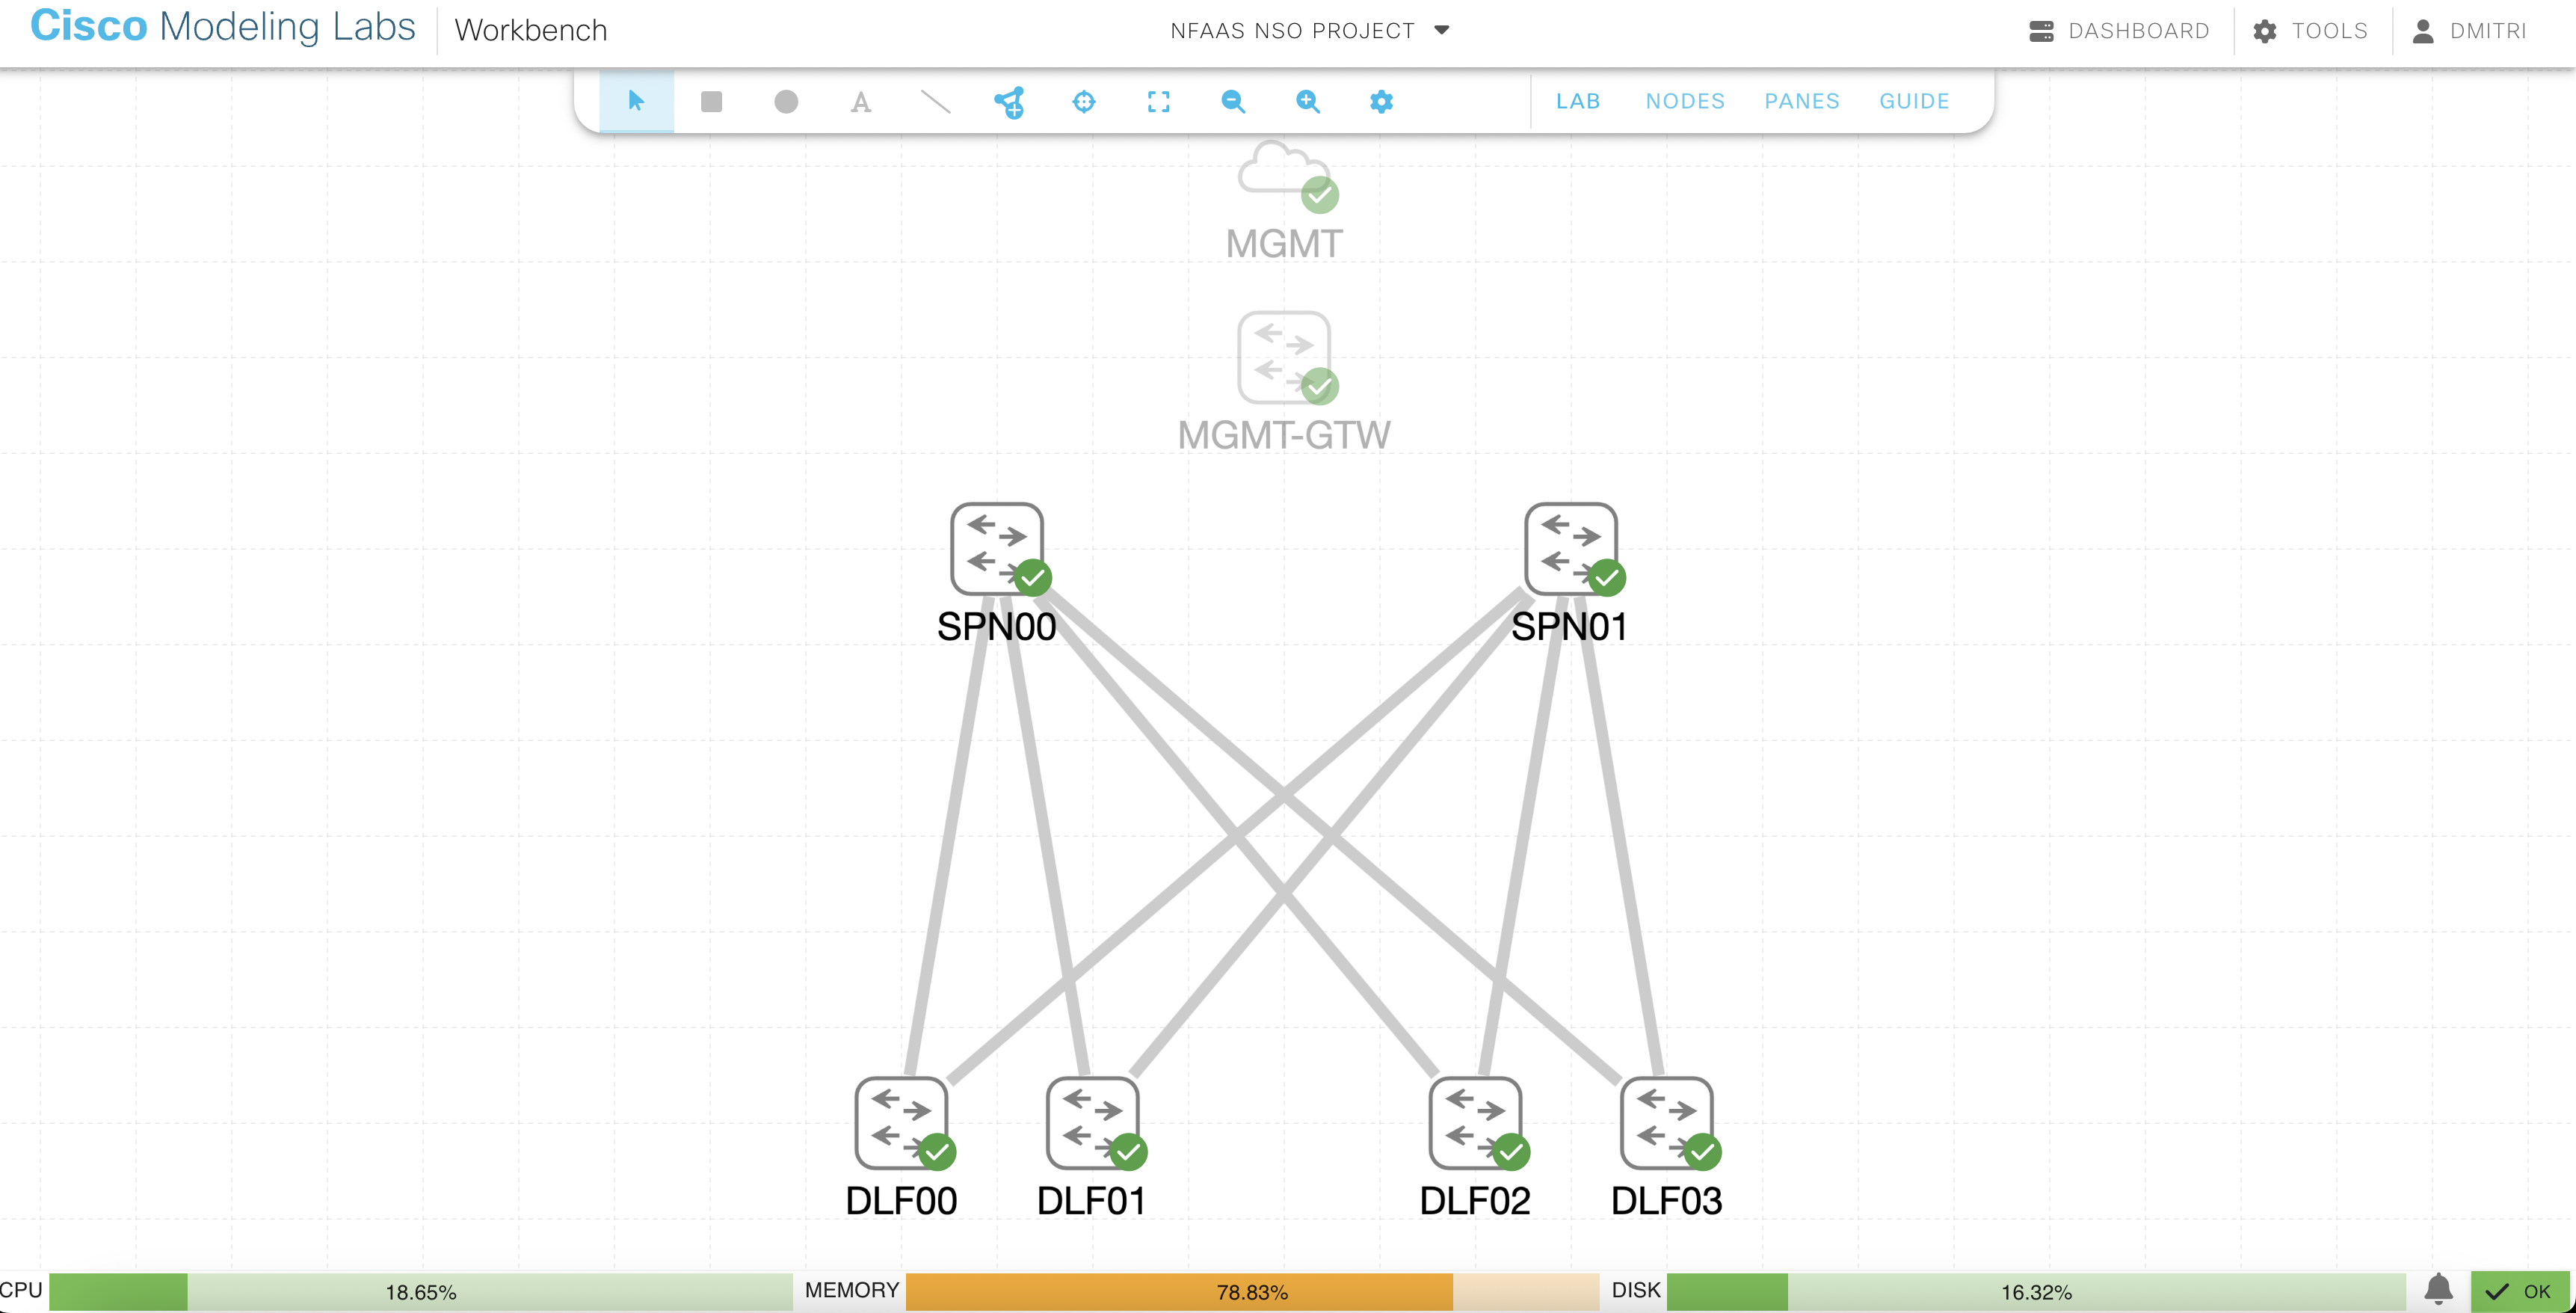 Cisco Modeling Labs Workbench NFAAS NSO PROJECT DASHBOARD TOOLS DMITRI
A LAB NODES PANES GUIDE
MGMT
MGMT-GTW
SPN00 SPN01
DLF00 DLF01 DLF02 DLF03
CPU 18.65% MEMORY 78.83% DISK 16.32% OK